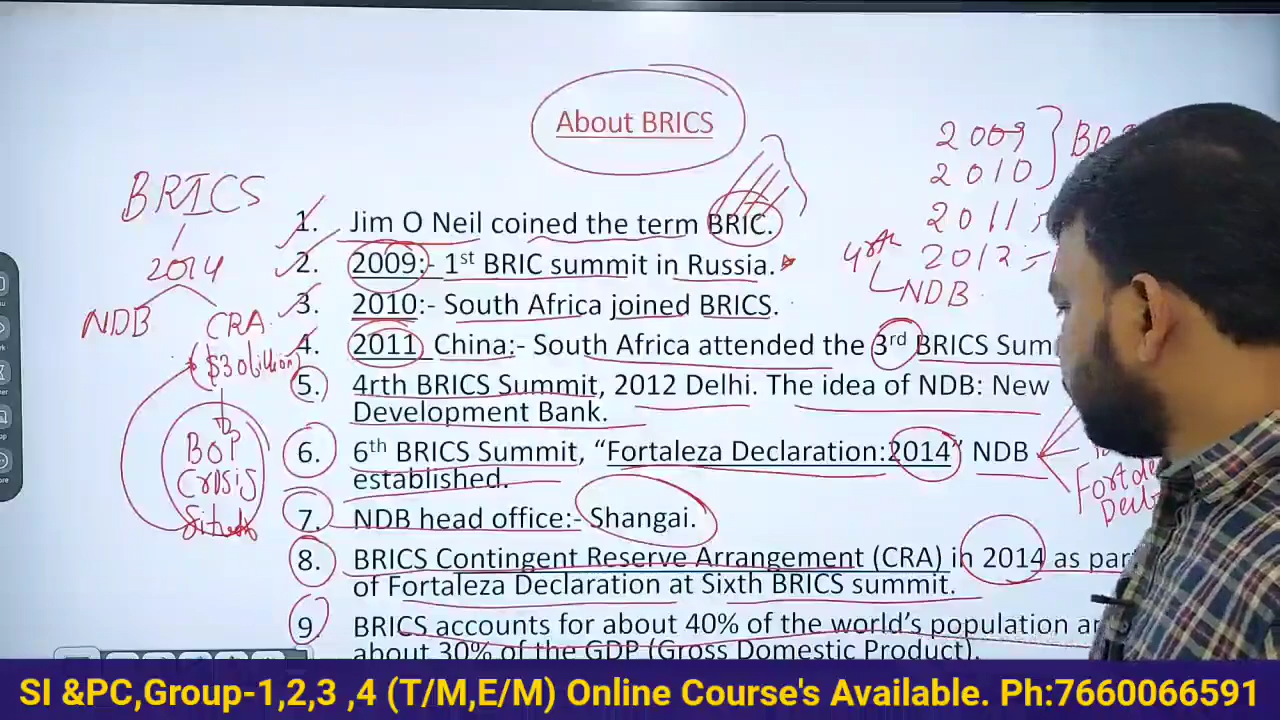 About BRICS
1. Jim O Neil coined the term BRIC.
2. 2009:- 1st BRIC summit in Russia.
3. 2010:- South Africa joined BRICS.
4. 2011 China:- South Africa attended the 3rd BRICS Sum
5. 4rth BRICS Summit, 2012 Delhi. The idea of NDB: New
Development Bank.
6. 6th BRICS Summit, “Fortaleza Declaration:2014” NDB
established.
7. NDB head office:- Shangai.
8. BRICS Contingent Reserve Arrangement (CRA) in 2014 as par
of Fortaleza Declaration at Sixth BRICS summit.
9. BRICS accounts for about 40% of the world’s population an
about 30% of the GDP (Gross Domestic Product).
BRICS
2014
NDB CRA
BOP
Crisis
2009
2010
2011
4rth 2012
NDB
SI &PC,Group-1,2,3 ,4 (T/M,E/M) Online Course's Available. Ph:7660066591